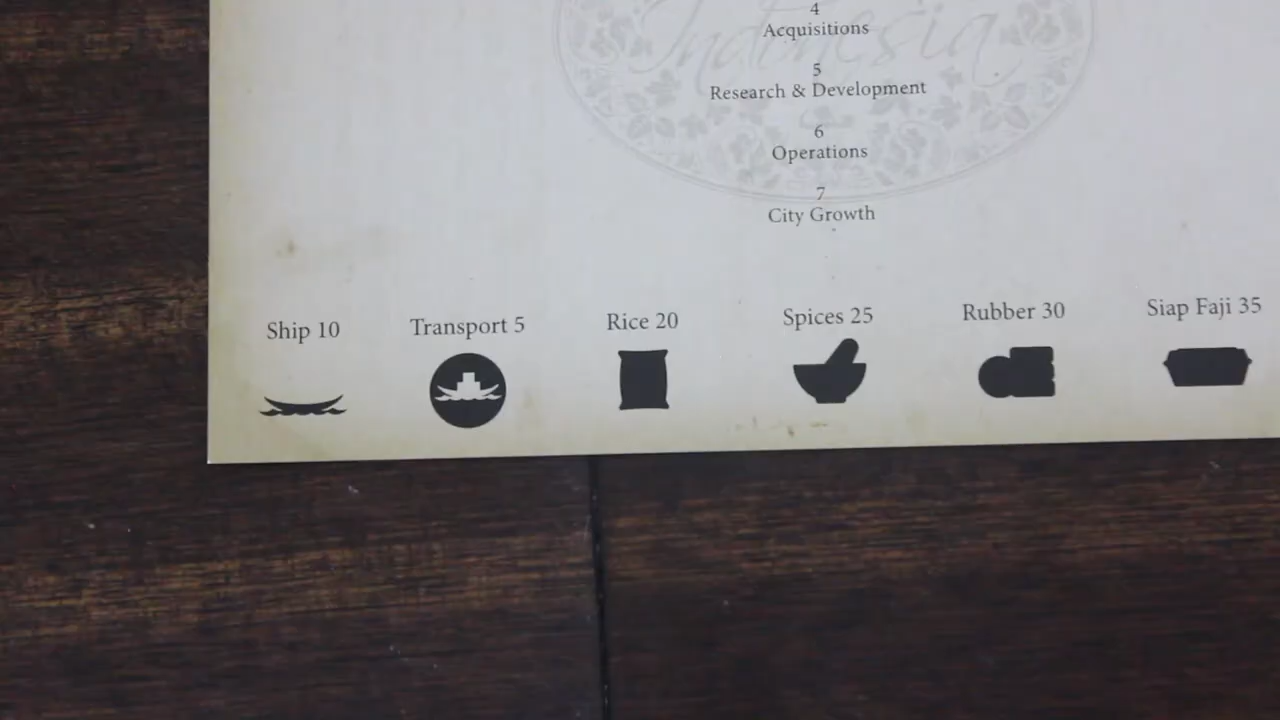 Indonesia
4
Acquisitions
5
Research & Development
6
Operations
7
City Growth
Ship 10
Transport 5
Rice 20
Spices 25
Rubber 30
Siap Faji 35